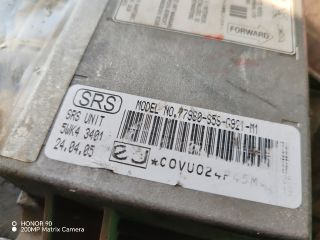 FORWARD
SRS
MODEL NO.77960-S5S-G921-M1
SRS UNIT
5WK4 3401
24.04.05
*COVU024F45M
HONOR 90
200MP Matrix Camera